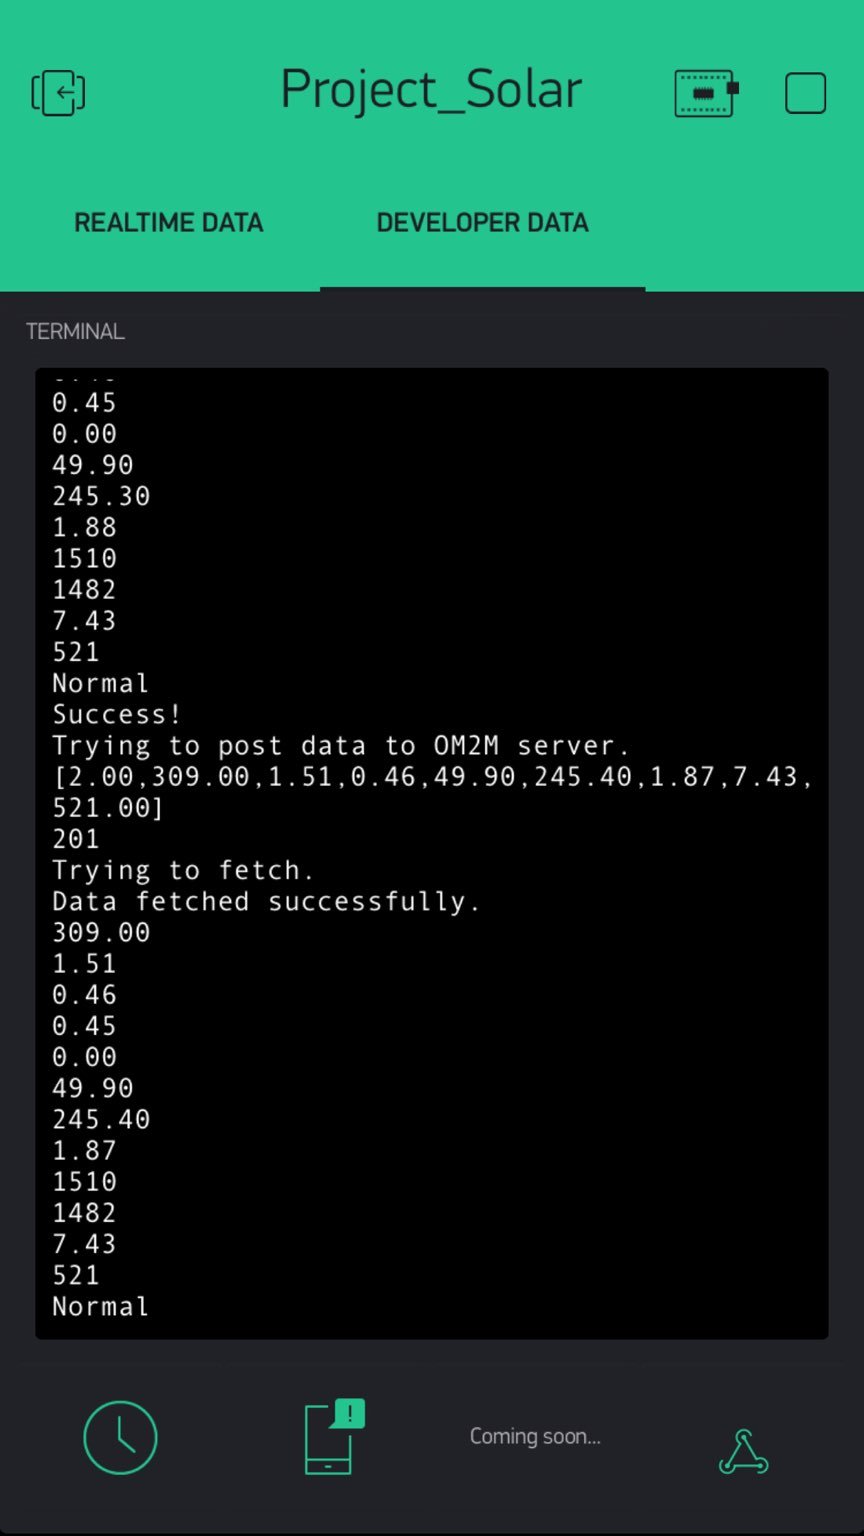 Project_Solar
REALTIME DATA
DEVELOPER DATA
TERMINAL
0.45
0.00
49.90
245.30
1.88
1510
1482
7.43
521
Normal
Success!
Trying to post data to OM2M server.
[2.00,309.00,1.51,0.46,49.90,245.40,1.87,7.43,
521.00]
201
Trying to fetch.
Data fetched successfully.
309.00
1.51
0.46
0.45
0.00
49.90
245.40
1.87
1510
1482
7.43
521
Normal
!
Coming soon...